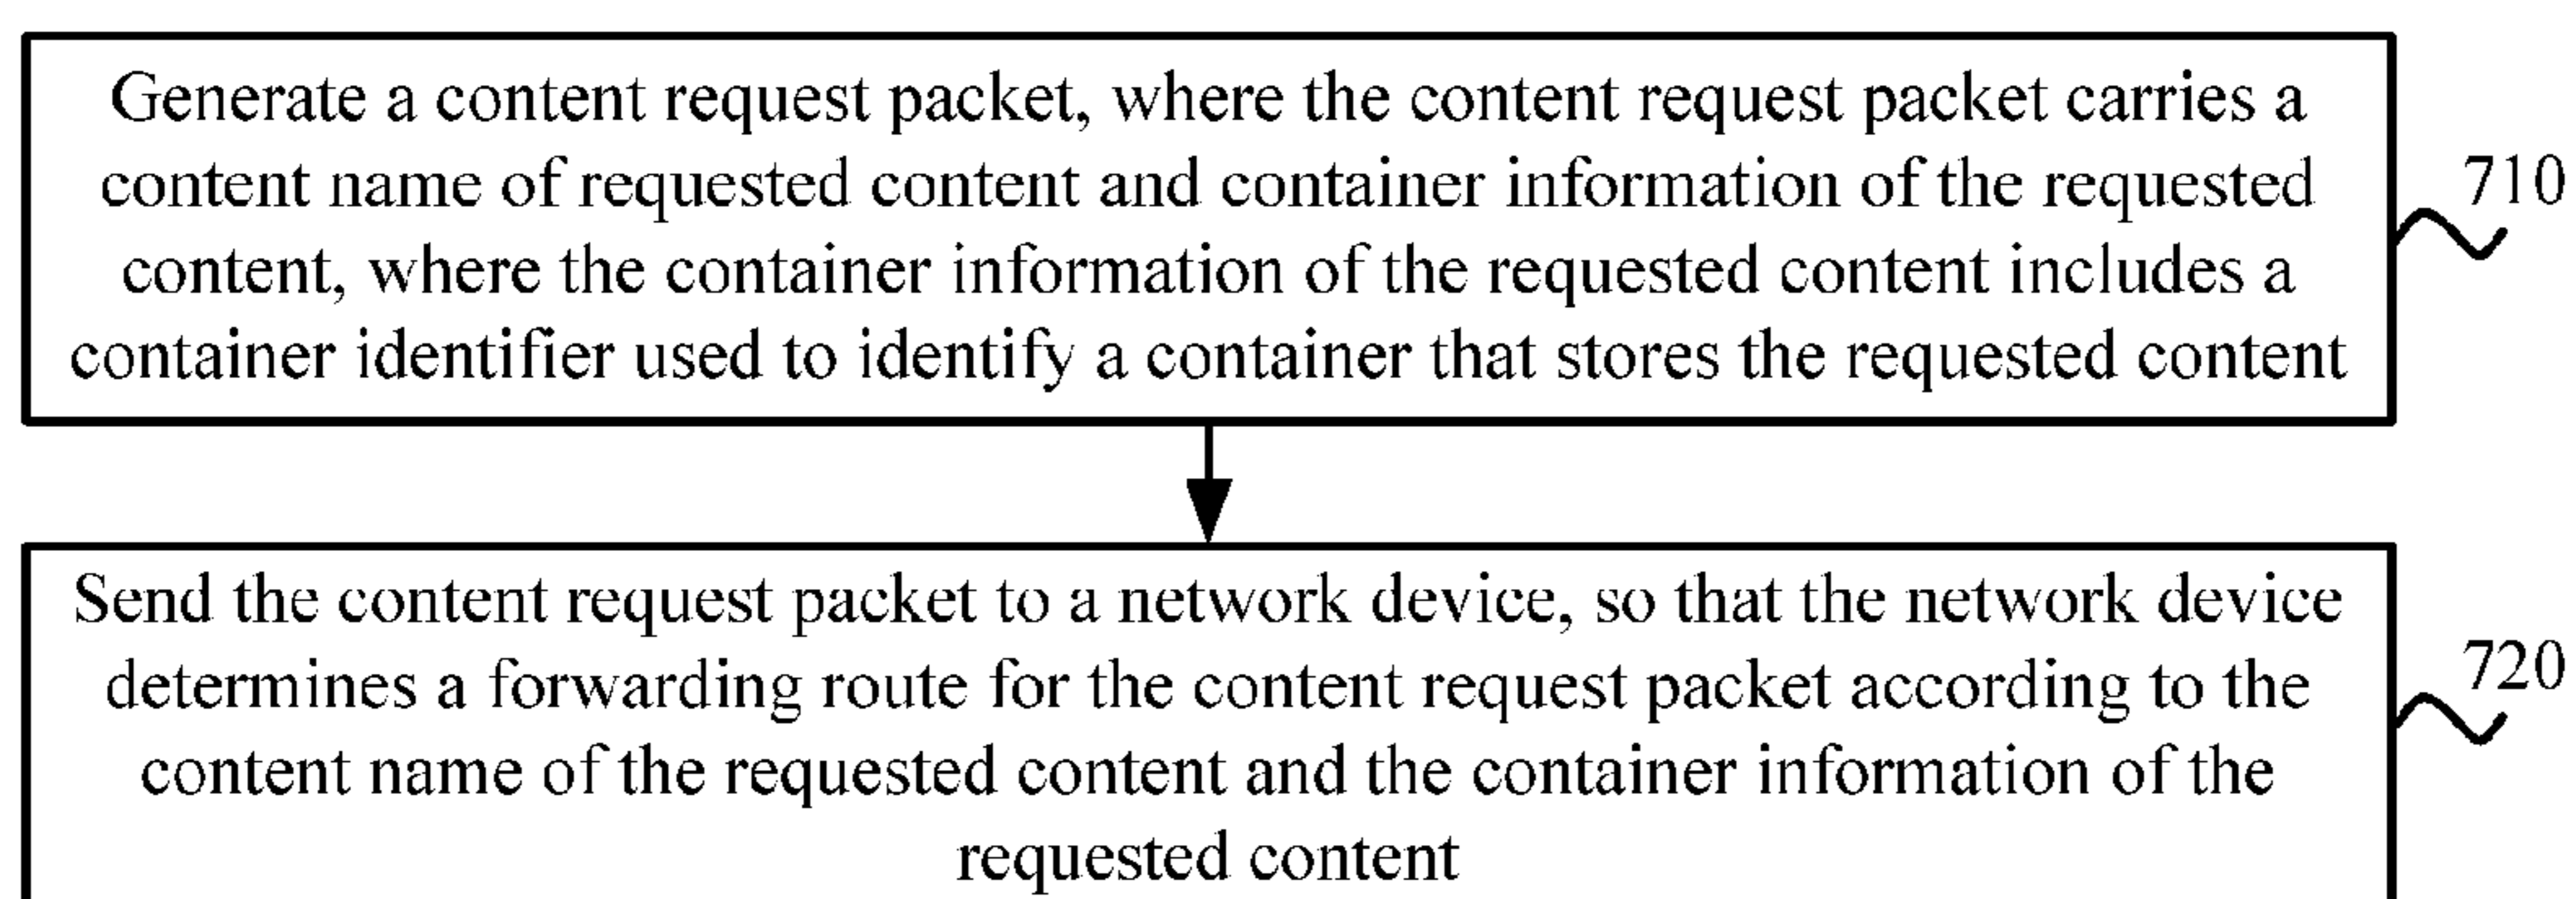 Generate a content request packet, where the content request packet carries a
content name of requested content and container information of the requested
content, where the container information of the requested content includes a
container identifier used to identify a container that stores the requested content
710
Send the content request packet to a network device, so that the network device
determines a forwarding route for the content request packet according to the
content name of the requested content and the container information of the
requested content
720